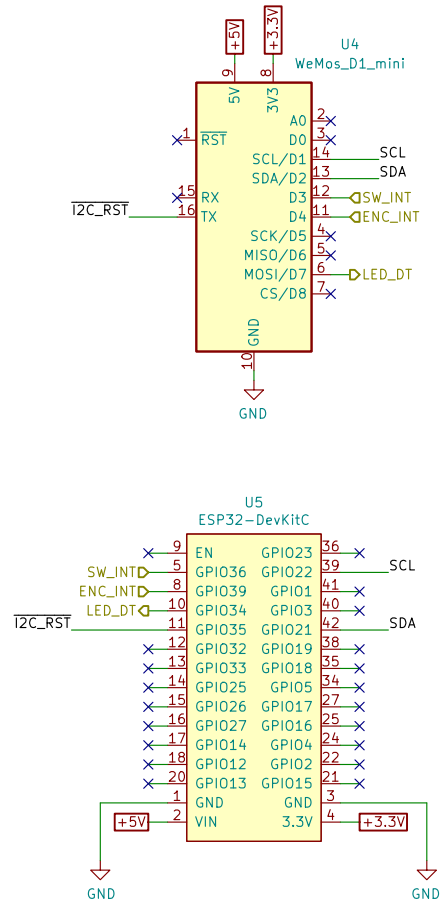 +5V
+3.3V
U4
WeMos_D1_mini
9
8
5V
3V3
A0
2
1
RST
D0
3
SCL/D1
14
SCL
SDA/D2
13
SDA
15
RX
D3
12
SW_INT
I2C_RST
16
TX
D4
11
ENC_INT
SCK/D5
4
MISO/D6
5
MOSI/D7
6
LED_DT
CS/D8
7
GND
10
GND
U5
ESP32-DevKitC
9
EN
GPIO23
36
SW_INT
5
GPIO36
GPIO22
39
SCL
ENC_INT
8
GPIO39
GPIO1
41
LED_DT
10
GPIO34
GPIO3
40
I2C_RST
11
GPIO35
GPIO21
42
SDA
12
GPIO32
GPIO19
38
13
GPIO33
GPIO18
35
14
GPIO25
GPIO5
34
15
GPIO26
GPIO17
27
16
GPIO27
GPIO16
25
17
GPIO14
GPIO4
24
18
GPIO12
GPIO2
22
20
GPIO13
GPIO15
21
1
GND
GND
3
+5V
2
VIN
3.3V
4
+3.3V
GND
GND